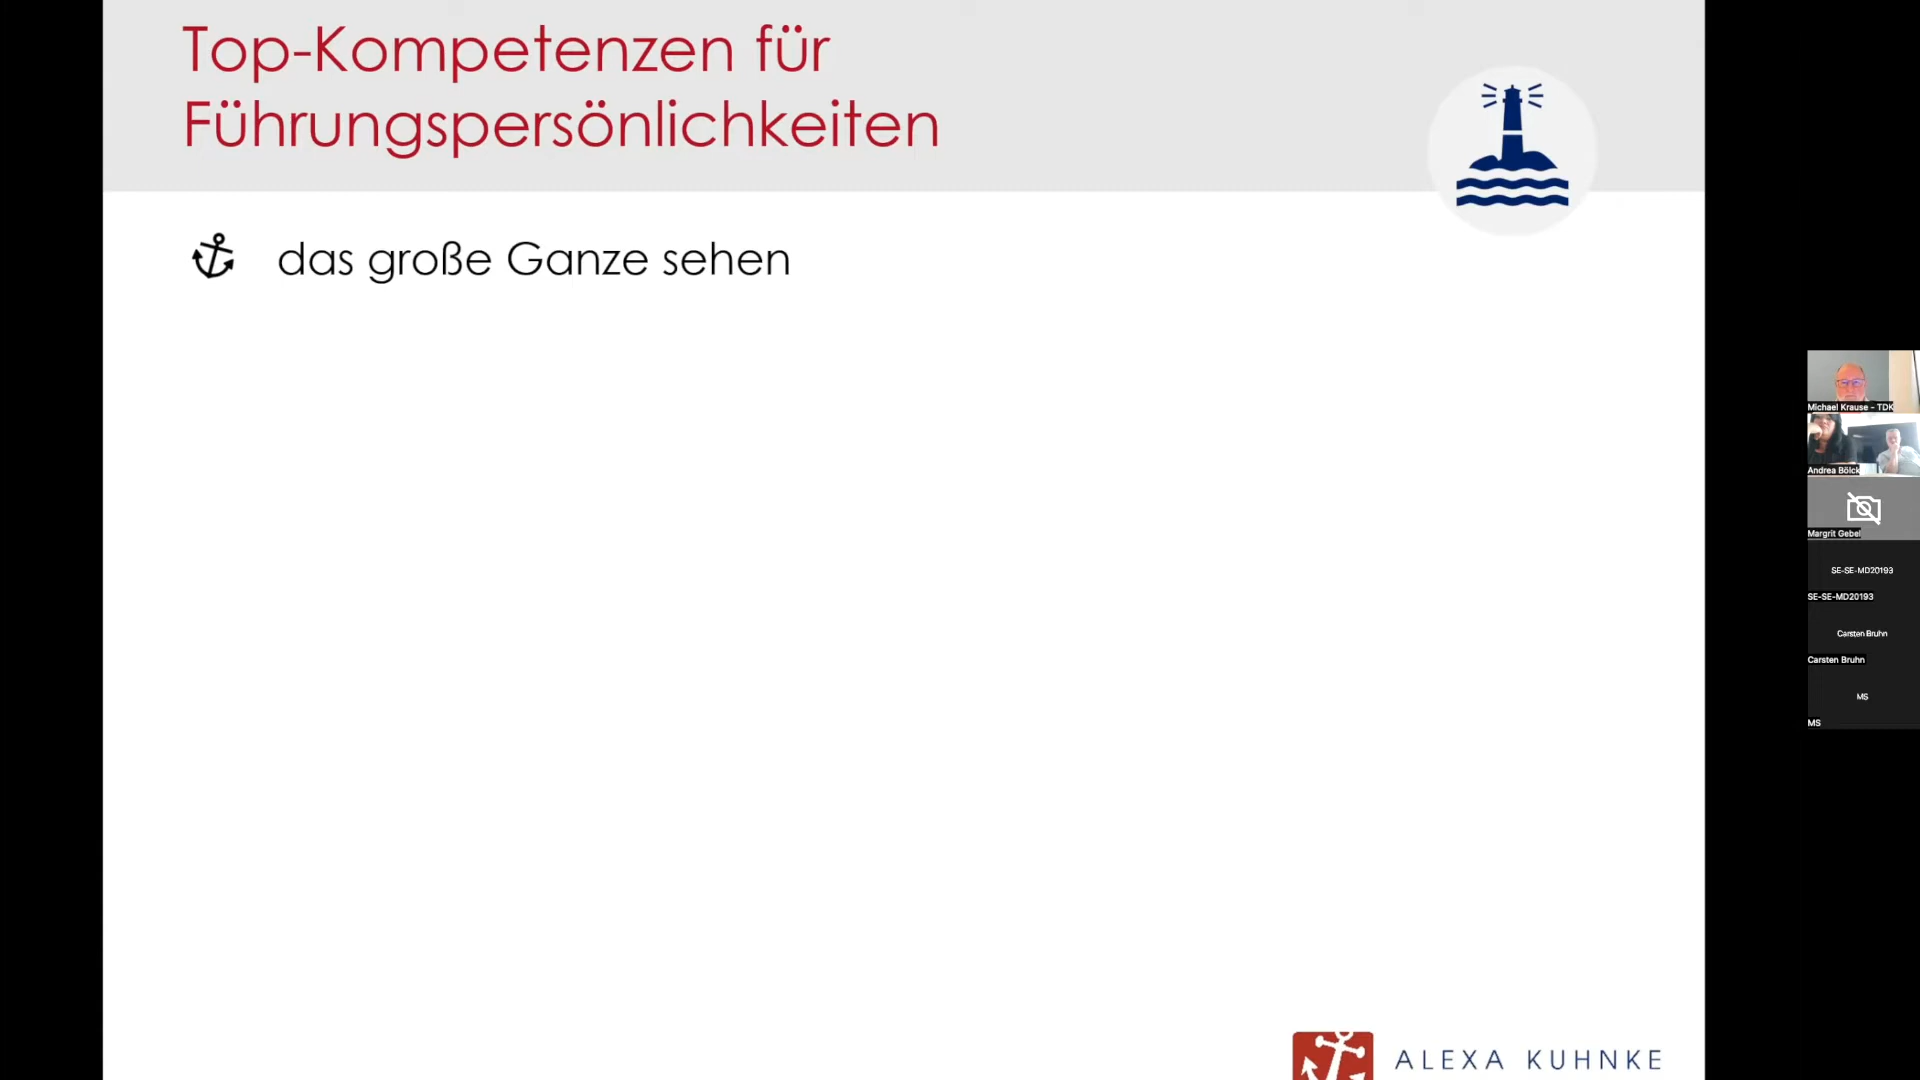 Top-Kompetenzen für
Führungspersönlichkeiten
das große Ganze sehen
Michael Krause - TDK
Andrea Bölck
Margrit Gebel
SE-SE-MD20193
SE-SE-MD20193
Carsten Bruhn
Carsten Bruhn
MS
MS
ALEXA KUHNKE